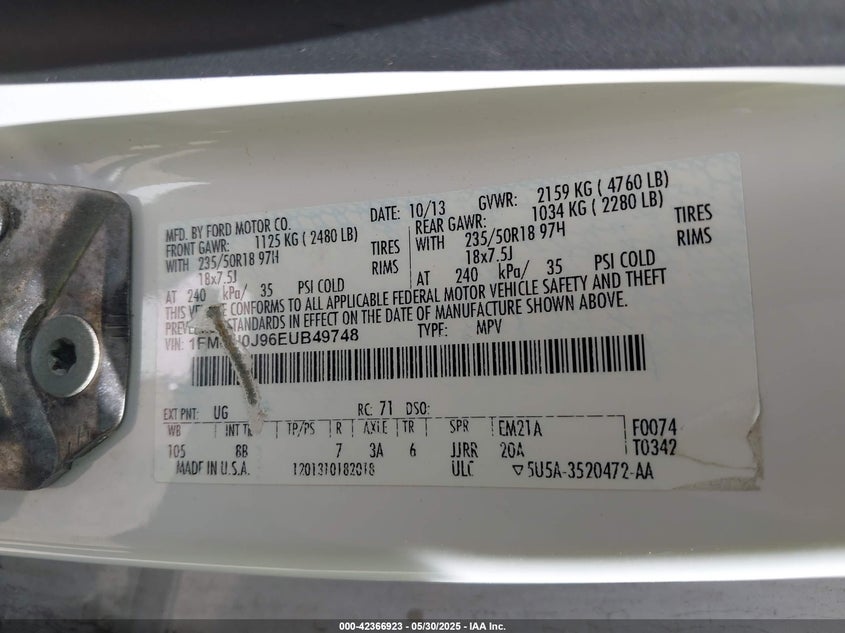 MFD. BY FORD MOTOR CO. DATE: 10/13 GVWR: 2159 KG ( 4760 LB)
FRONT GAWR: 1125 KG ( 2480 LB) REAR GAWR: 1034 KG ( 2280 LB)
WITH 235/50R18 97H TIRES WITH 235/50R18 97H TIRES
18x7.5J RIMS 18x7.5J RIMS
AT 240 kPa/ 35 PSI COLD AT 240 kPa/ 35 PSI COLD
THIS VEHICLE CONFORMS TO ALL APPLICABLE FEDERAL MOTOR VEHICLE SAFETY AND THEFT
STANDARDS IN EFFECT ON THE DATE OF MANUFACTURE SHOWN ABOVE.
VIN: TYPE: MPV
EXT PNT: UG RC: 71 DSO:
WB TP/PS R AXLE TR SPR EM21A F0074
105 BB 7 3A 6 JJRR 20A T0342
MADE IN U.S.A. 1201310182018 ULC ▽5U5A-3520472-AA
000-42366923 / 05/30/2025 – IAA Inc.